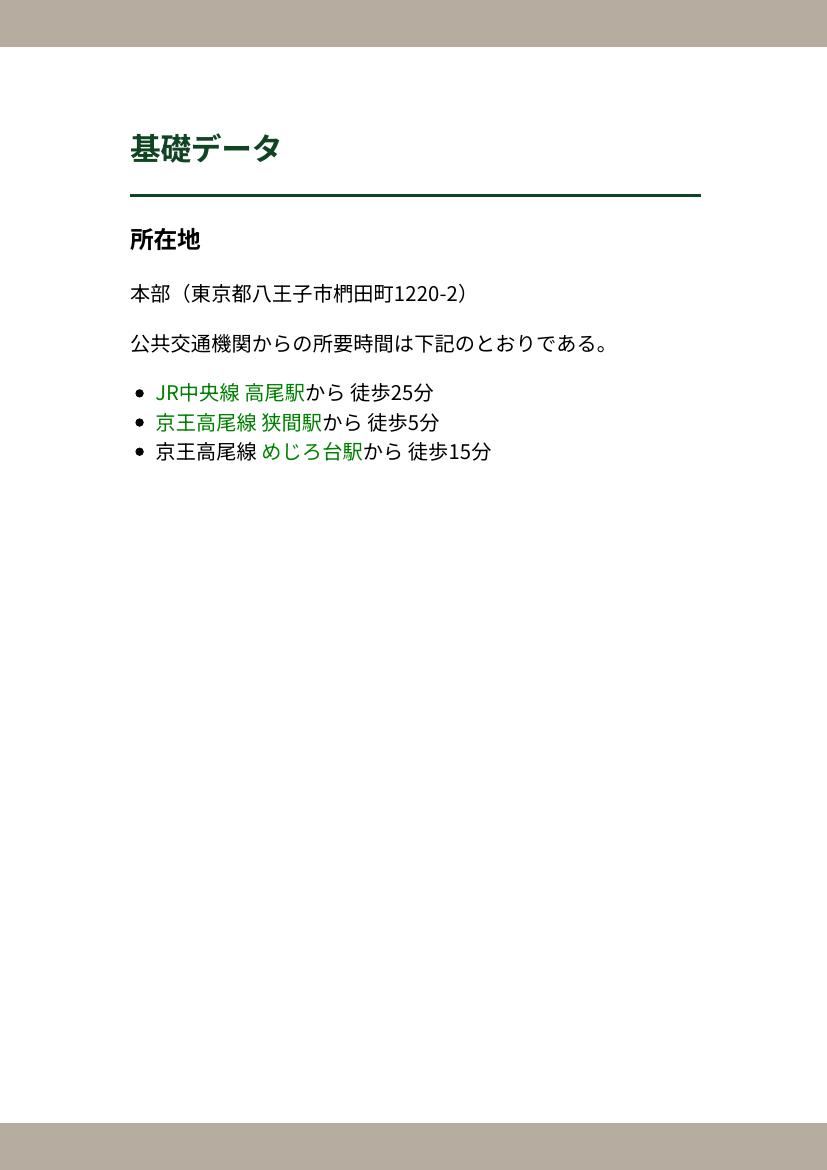 基礎データ
所在地
本部（東京都八王子市椚田町1220-2）
公共交通機関からの所要時間は下記のとおりである。
JR中央線 高尾駅から 徒歩25分
京王高尾線 狭間駅から 徒歩5分
京王高尾線 めじろ台駅から 徒歩15分